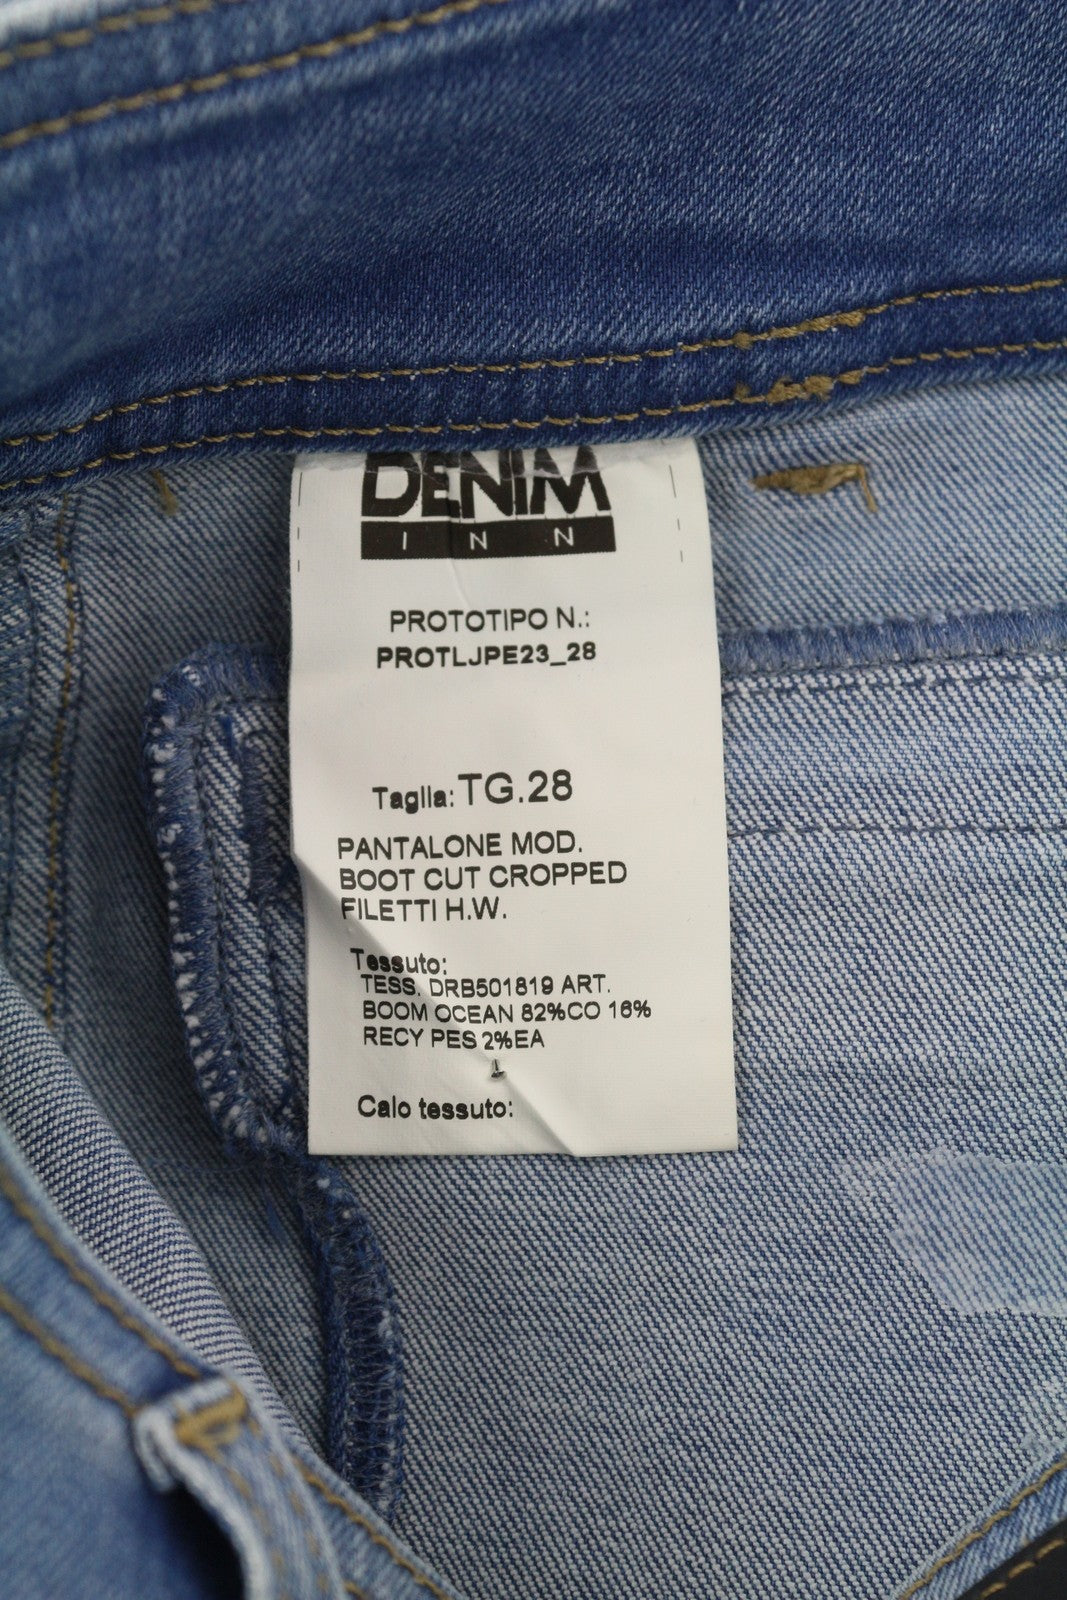 DENIM
INN
PROTOTIPO N.:
PROTLJPE23_28
Taglia: TG.28
PANTALONE MOD.
BOOT CUT CROPPED
FILETTI H.W.
Tessuto:
TESS. DRB501819 ART.
BOOM OCEAN 82%CO 16%
RECY PES 2%EA
Calo tessuto: